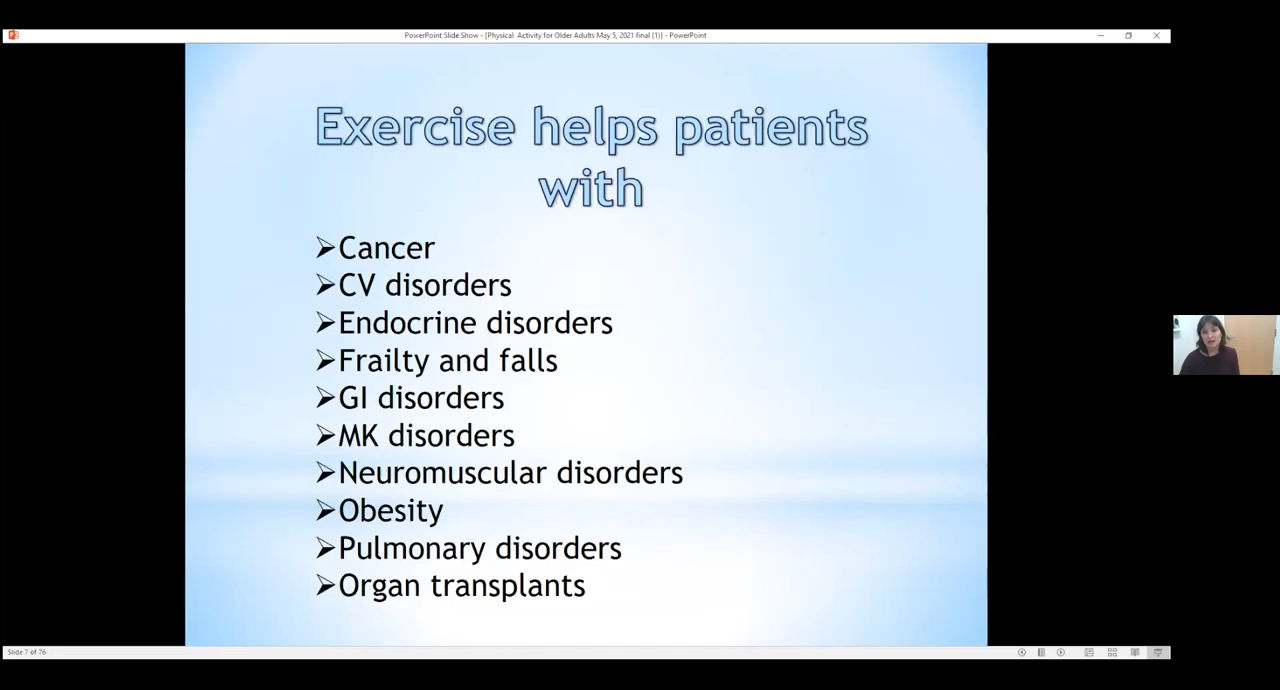 PowerPoint Slide Show - [Physical Activity for Older Adults May 5, 2021 final (1)] - PowerPoint
Exercise helps patients
with
➢Cancer
➢CV disorders
➢Endocrine disorders
➢Frailty and falls
➢GI disorders
➢MK disorders
➢Neuromuscular disorders
➢Obesity
➢Pulmonary disorders
➢Organ transplants
Slide 7 of 76